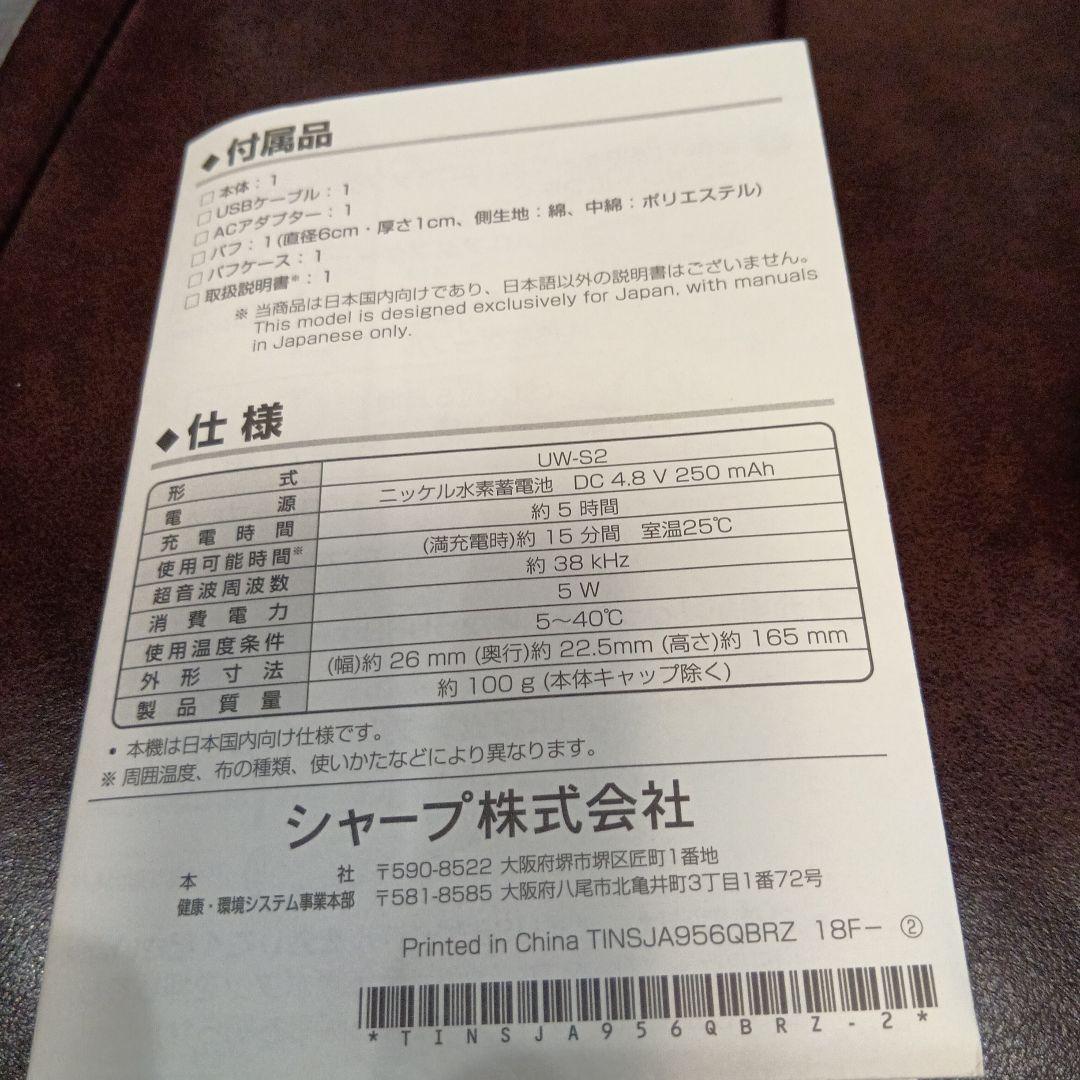 ◆付属品
□ 本体：1
□ USBケーブル：1
□ ACアダプター：1
□ パフ：1(直径6cm・厚さ1cm、側生地：綿、中綿：ポリエステル)
□ パフケース：1
□ 取扱説明書※：1
※ 当商品は日本国内向けであり、日本語以外の説明書はございません。
This model is designed exclusively for Japan, with manuals
in Japanese only.
◆仕様
形式 UW-S2
電源 ニッケル水素蓄電池 DC 4.8 V 250 mAh
充電時間 約 5 時間
使用可能時間※ (満充電時)約 15 分間 室温25℃
超音波周波数 約 38 kHz
消費電力 5 W
使用温度条件 5～40℃
外形寸法 (幅)約 26 mm (奥行)約 22.5mm (高さ)約 165 mm
製品質量 約 100 g (本体キャップ除く)
• 本機は日本国内向け仕様です。
※ 周囲温度、布の種類、使いかたなどにより異なります。
シャープ株式会社
本社 〒590-8522 大阪府堺市堺区匠町1番地
健康・環境システム事業本部 〒581-8585 大阪府八尾市北亀井町3丁目1番72号
Printed in China TINSJA956QBRZ 18F- ②
*TINSJA956QBRZ-2*